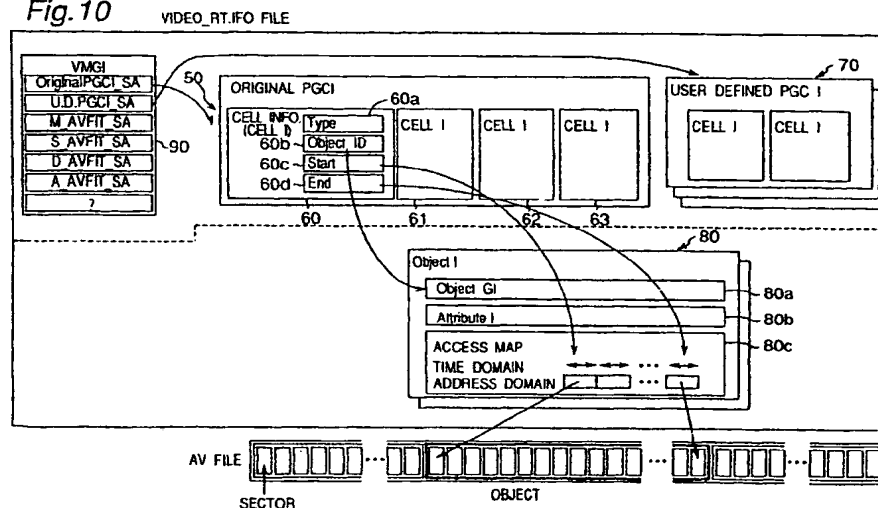 Fig. 10
VIDEO_RT.IFO FILE
VMGI
OriginalPGCI_SA
U.D.PGCI_SA
M_AVFIT_SA
S_AVFIT_SA
D_AVFIT_SA
A_AVFIT_SA
?
90
50
ORIGINAL PGCI
CELL INFO.
(CELL I)
60a
Type
60b
Object_ID
60c
Start
60d
End
CELL I
CELL I
CELL I
60
61
62
63
70
USER DEFINED PGC I
CELL I
CELL I
80
Object I
Object GI
80a
Attribute I
80b
ACCESS MAP
80c
TIME DOMAIN
...
ADDRESS DOMAIN
...
AV FILE
...
...
...
SECTOR
OBJECT